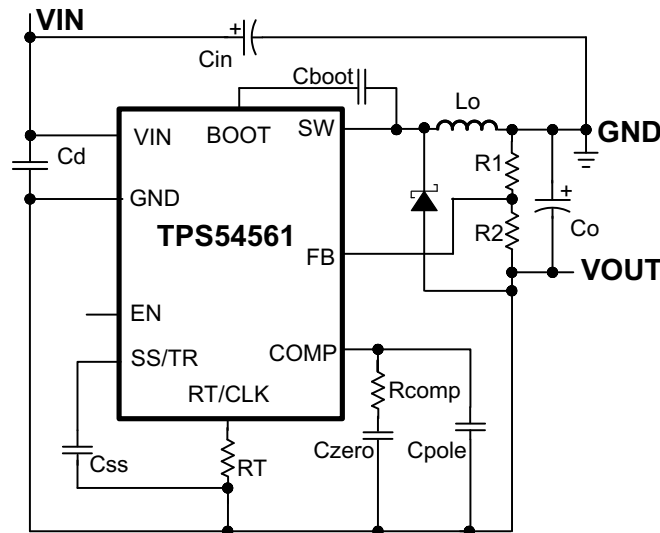 VIN
+
Cin
Cboot
Lo
GND
VIN
BOOT
SW
Cd
R1
GND
+
TPS54561
R2
Co
FB
VOUT
EN
COMP
SS/TR
Rcomp
RT/CLK
Czero
Cpole
Css
RT